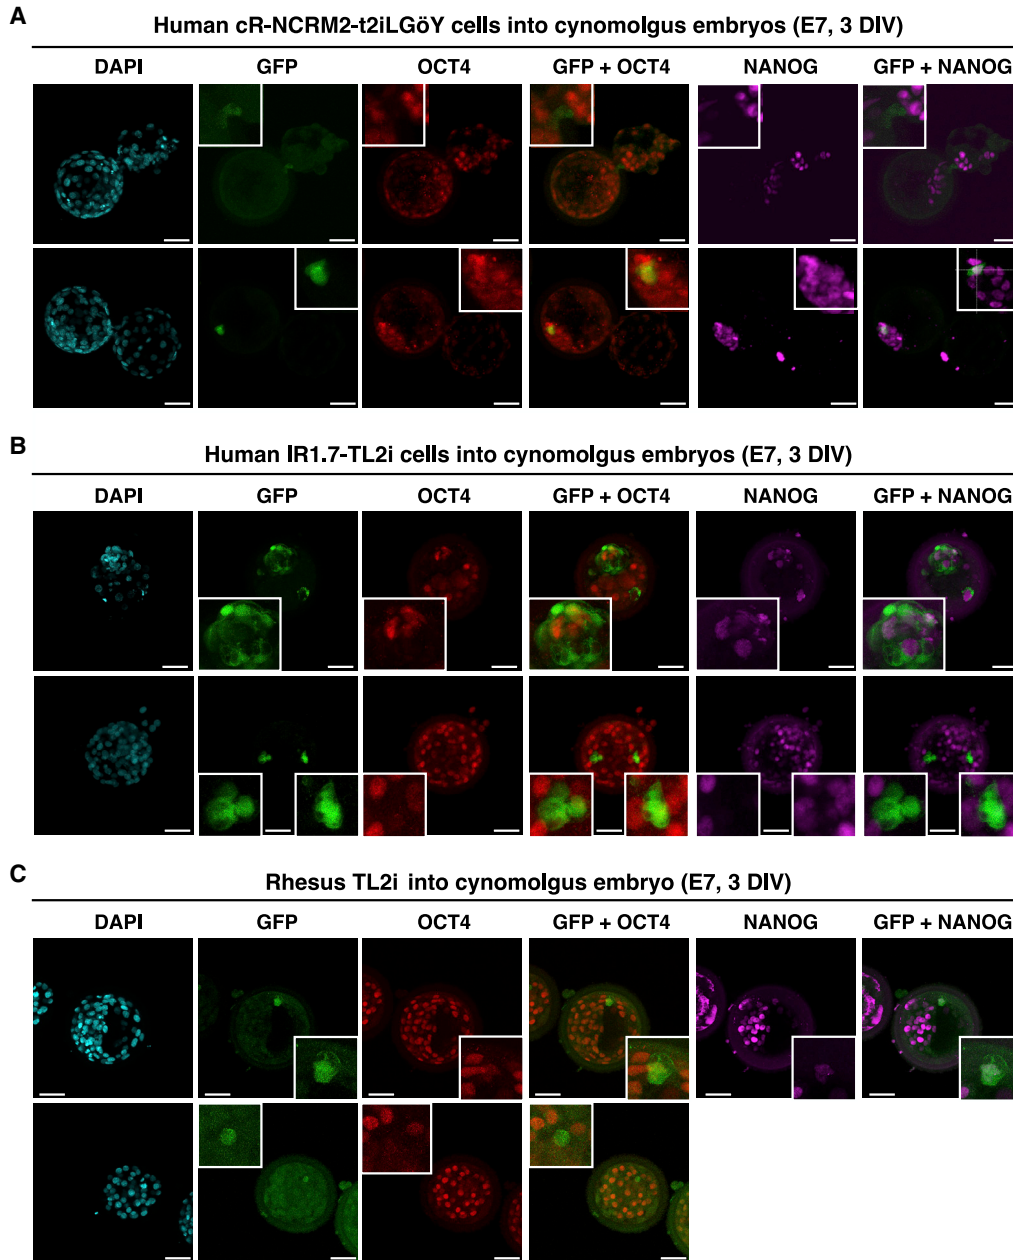 A
Human cR-NCRM2-t2iLGöY cells into cynomolgus embryos (E7, 3 DIV)
DAPI GFP OCT4 GFP + OCT4 NANOG GFP + NANOG
B
Human IR1.7-TL2i cells into cynomolgus embryos (E7, 3 DIV)
DAPI GFP OCT4 GFP + OCT4 NANOG GFP + NANOG
C
Rhesus TL2i into cynomolgus embryo (E7, 3 DIV)
DAPI GFP OCT4 GFP + OCT4 NANOG GFP + NANOG